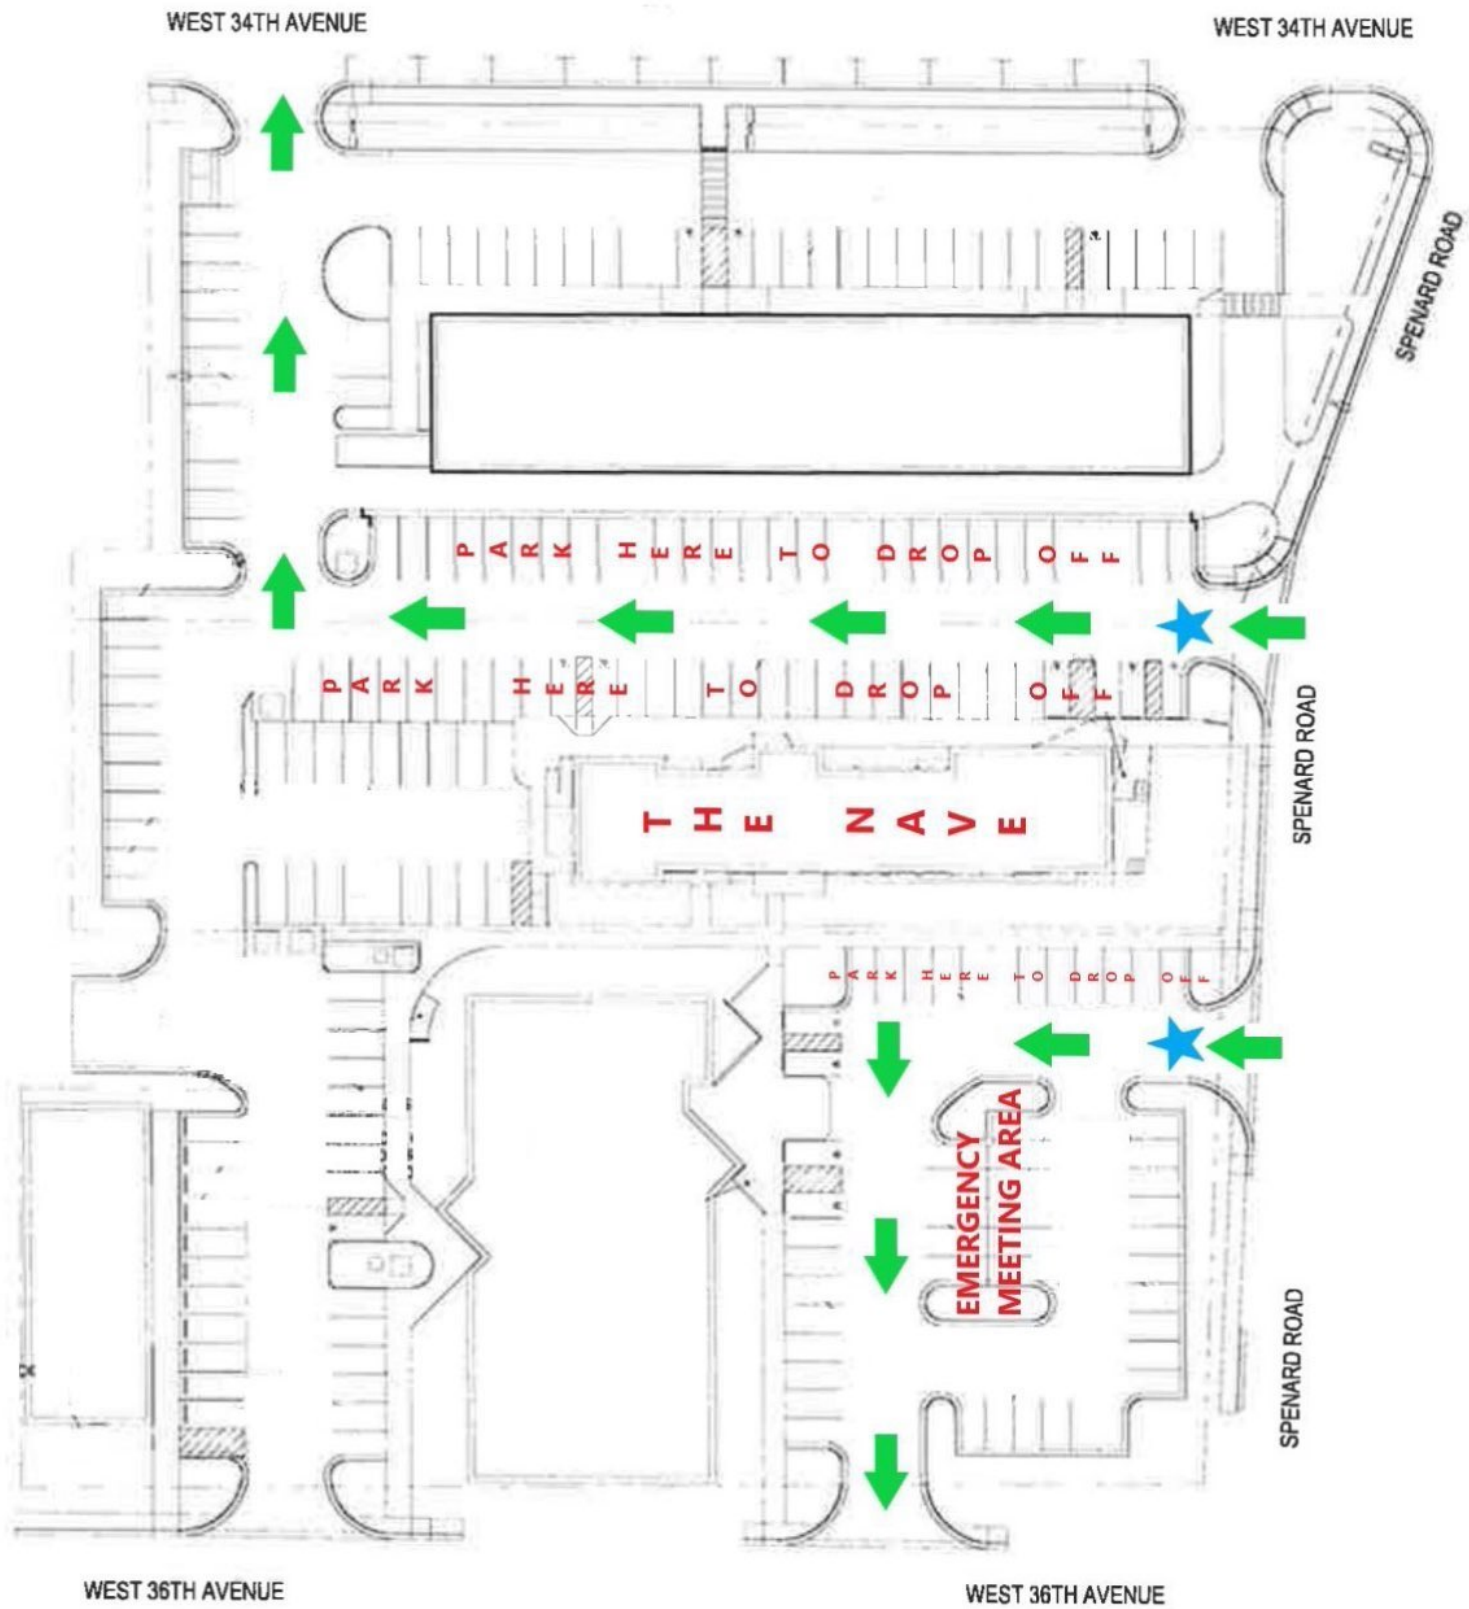 WEST 34TH AVENUE
WEST 34TH AVENUE
SPENARD ROAD
PARK HERE TO DROP OFF
PARK HERE TO DROP OFF
SPENARD ROAD
THE NAVE
PARK HERE TO DROP OFF
EMERGENCY
MEETING AREA
SPENARD ROAD
WEST 36TH AVENUE
WEST 36TH AVENUE